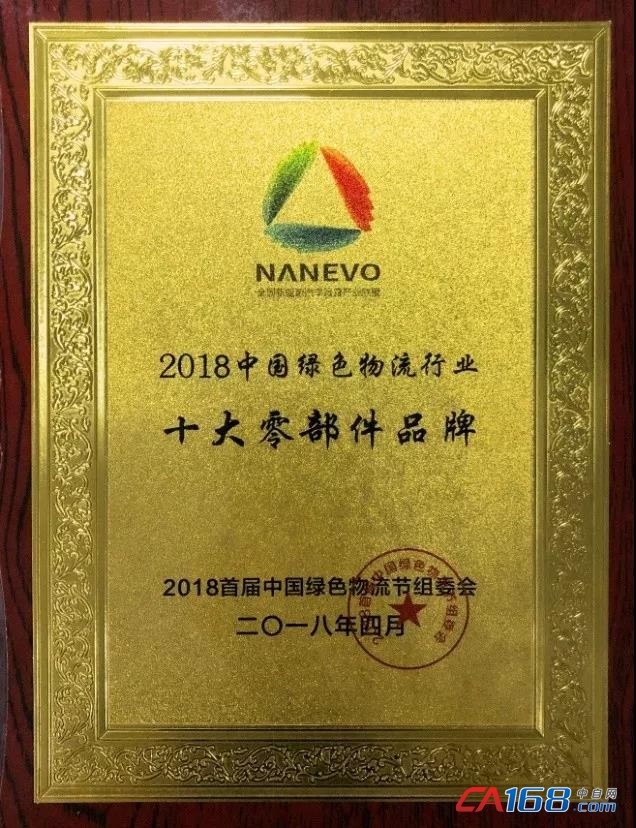 NANEVO
2018中国绿色物流行业
十大零部件品牌
2018首届中国绿色物流节组委会
二〇一八年四月
CA168.com
中自网